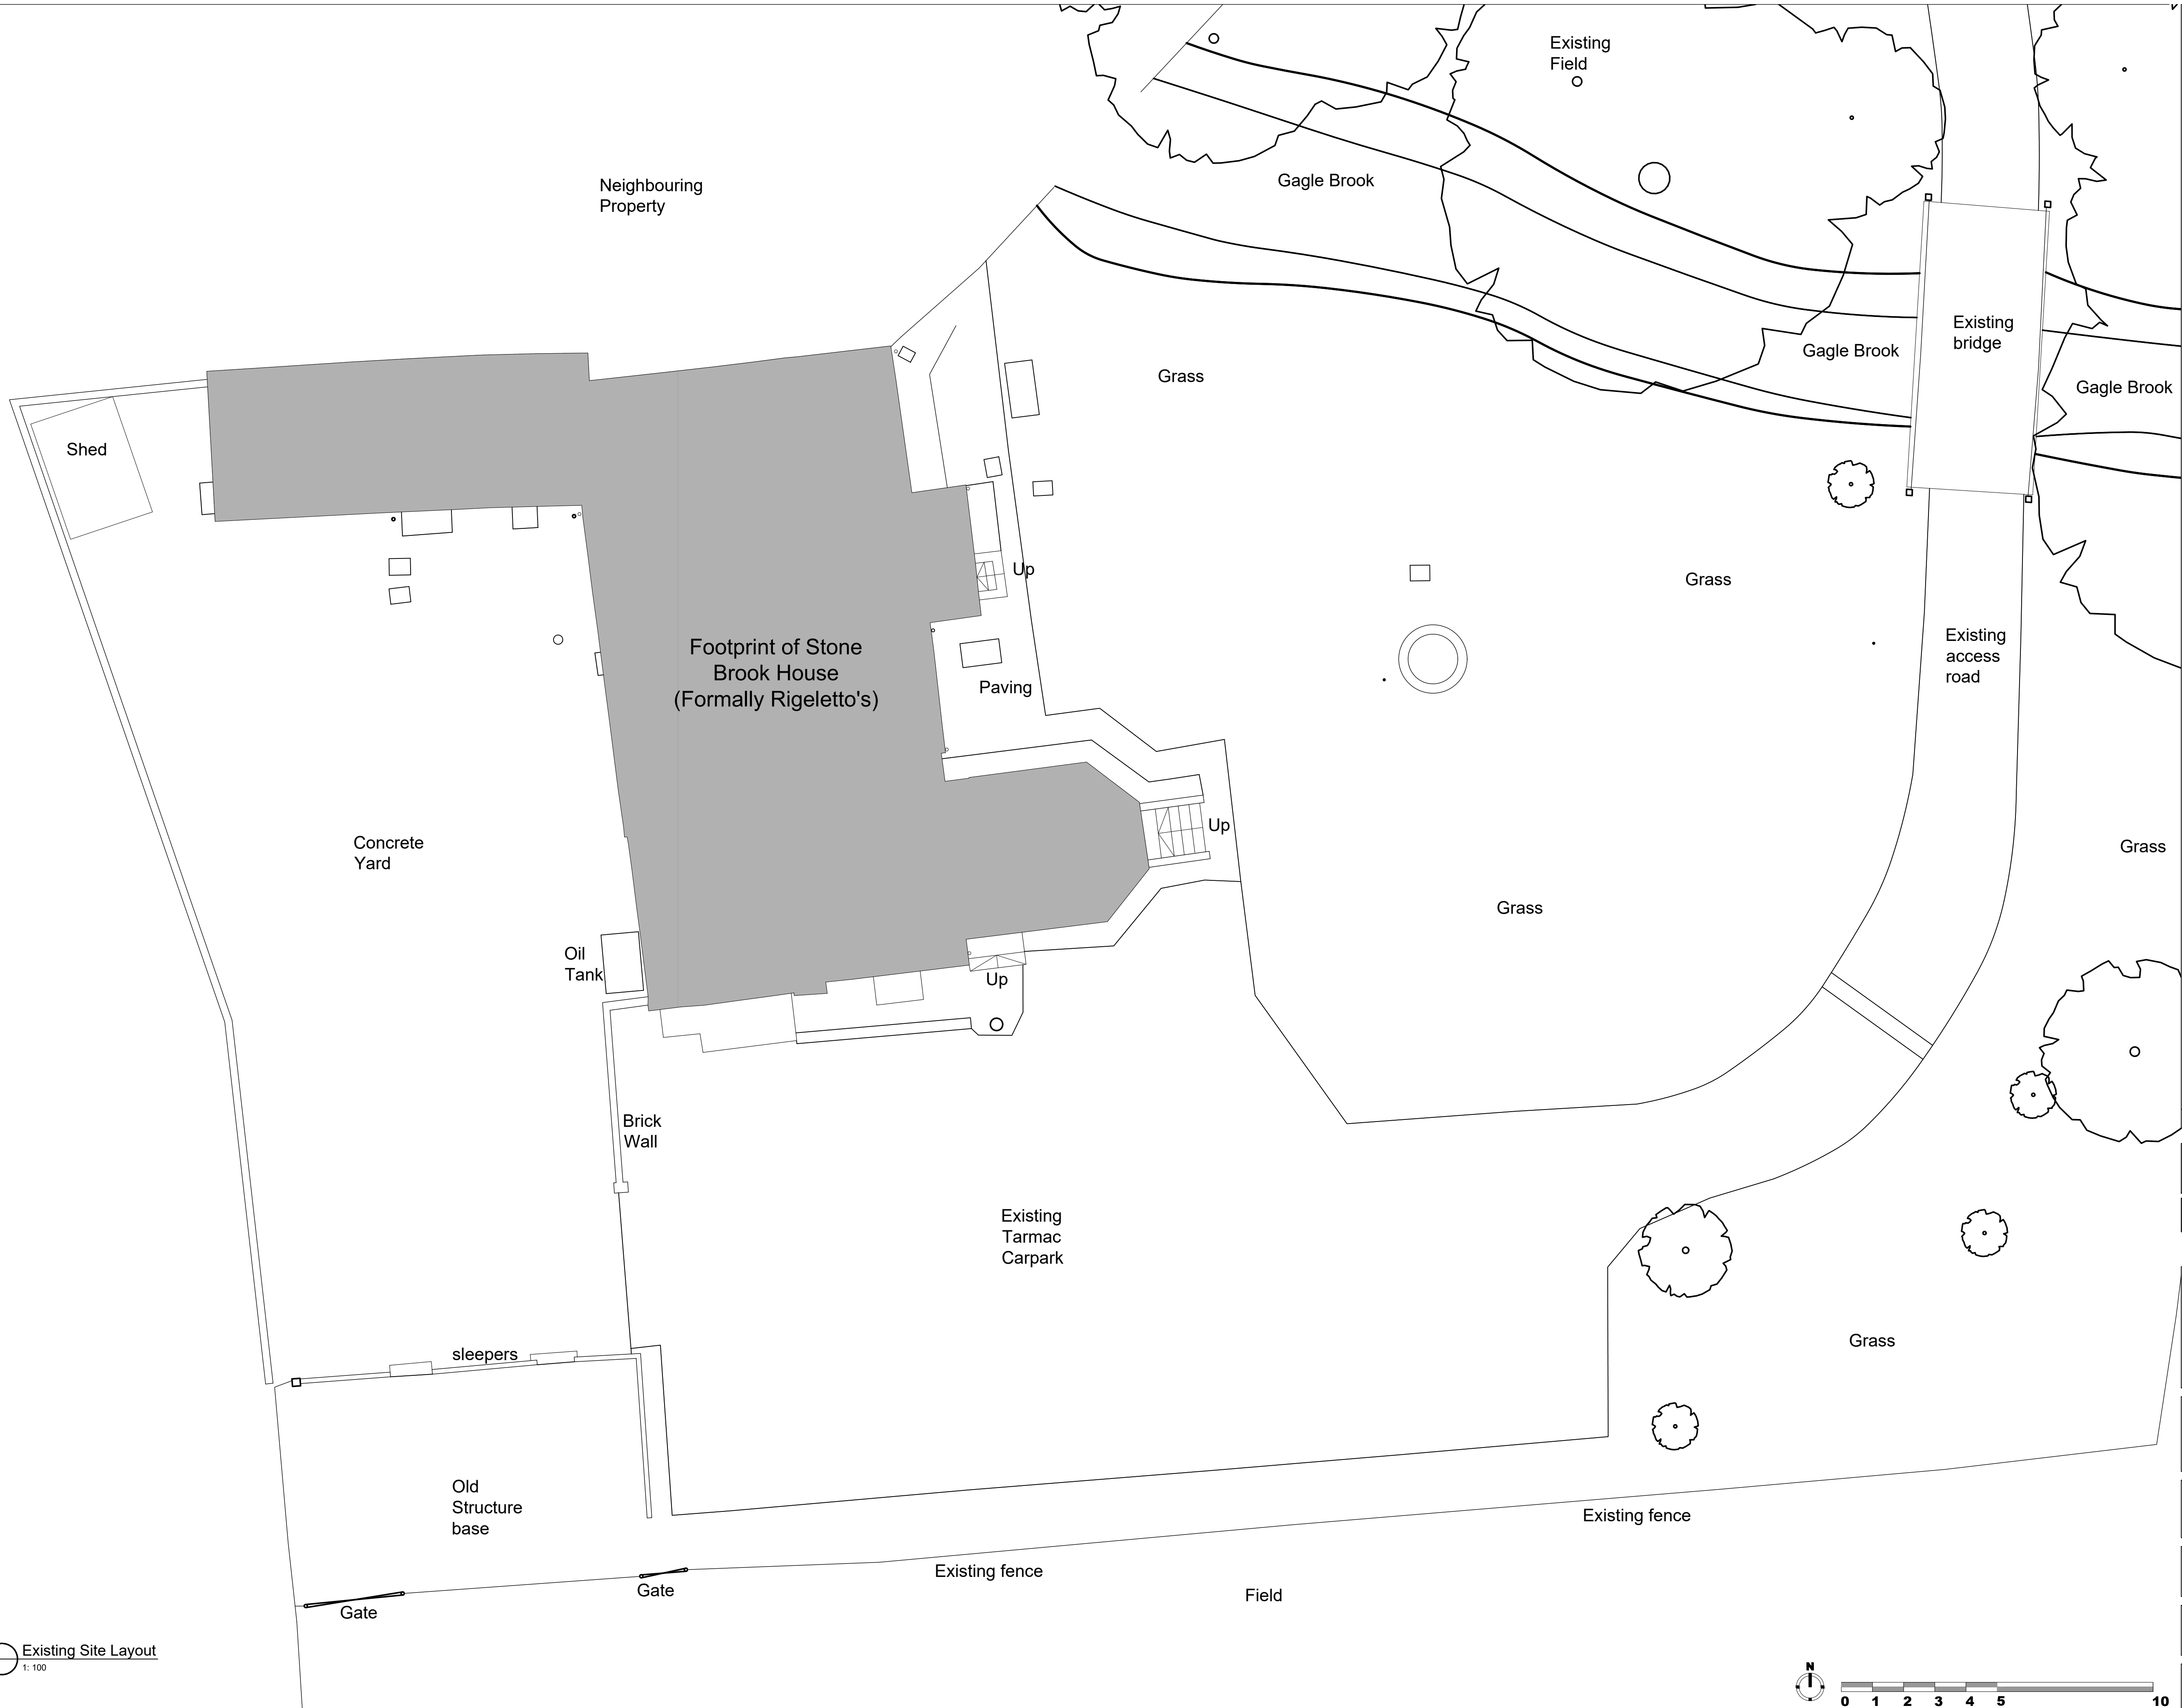 Existing
Field
Neighbouring
Property
Gagle Brook
Existing
bridge
Gagle Brook
Gagle Brook
Grass
Shed
Up
Grass
Footprint of Stone
Brook House
(Formally Rigeletto's)
Existing
access
road
Paving
Up
Concrete
Yard
Grass
Grass
Oil
Tank
Up
Brick
Wall
Existing
Tarmac
Carpark
sleepers
Grass
Old
Structure
base
Existing fence
Existing fence
Gate
Gate
Field
Existing Site Layout
1: 100
N
0 1 2 3 4 5 10